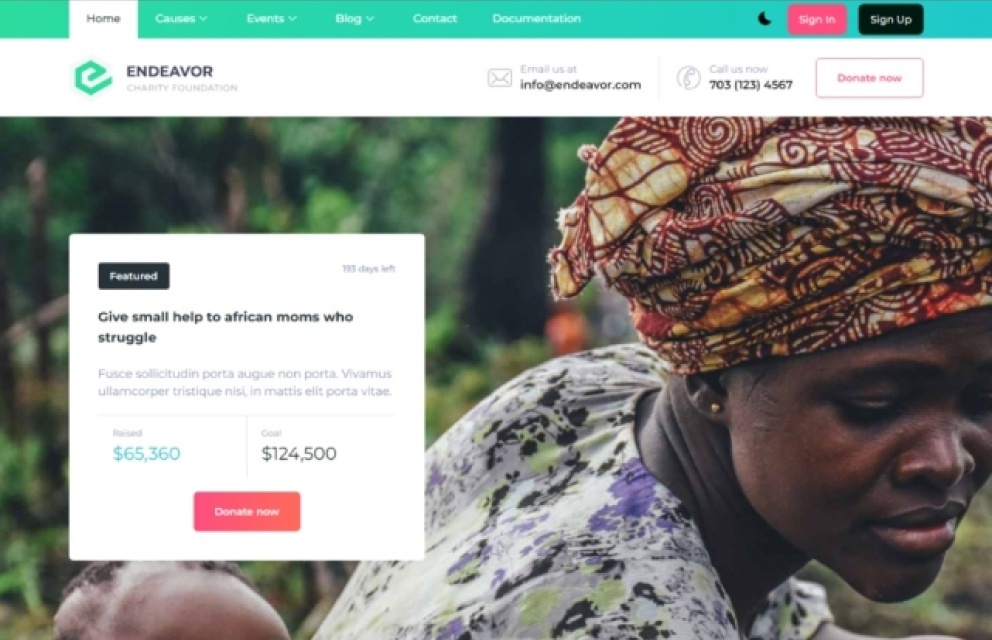 Home Causes Events Blog Contact Documentation Sign In Sign Up
ENDEAVOR
CHARITY FOUNDATION
Email us at
info@endeavor.com
Call us now
703 (123) 4567
Donate now
Featured
193 days left
Give small help to african moms who
struggle
Fusce sollicitudin porta augue non porta. Vivamus
ullamcorper tristique nisi, in mattis elit porta vitae.
Raised
$65,360
Goal
$124,500
Donate now